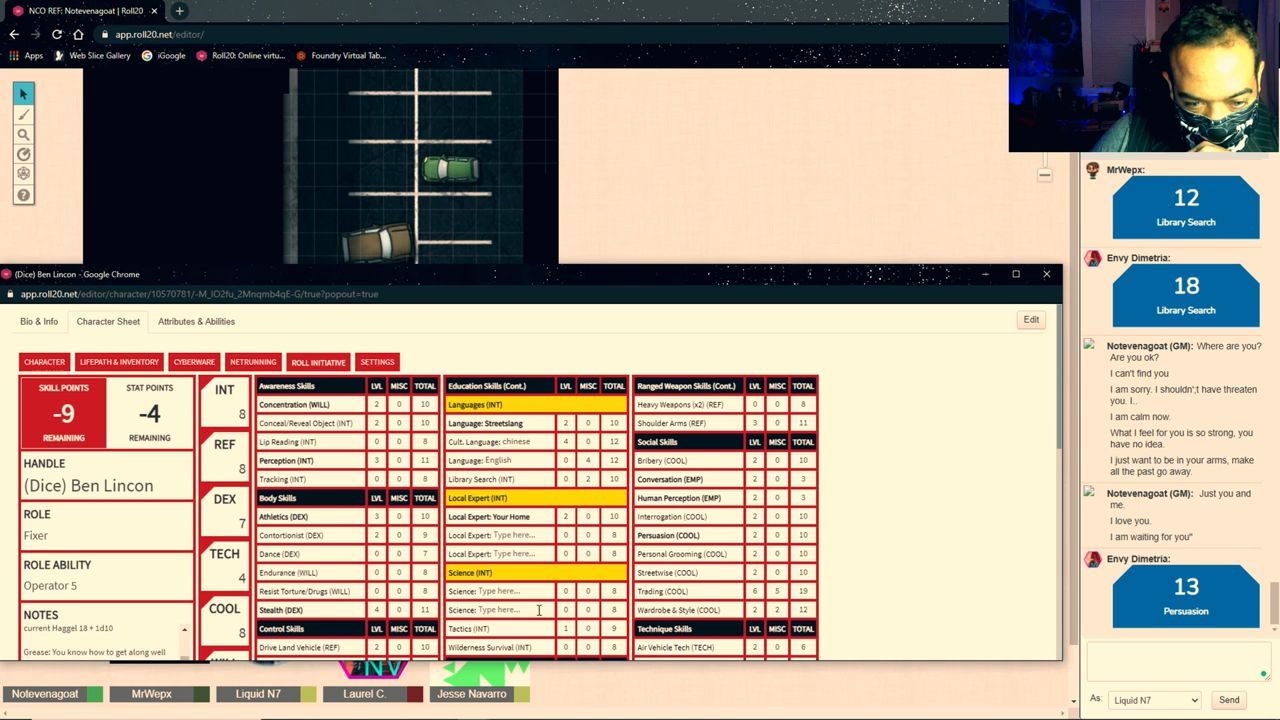 NCO REF: Notevenagoat | Roll20
app.roll20.net/editor/
Apps
Web Slice Gallery
iGoogle
Roll20: Online virtu...
Foundry Virtual Tab...
(Dice) Ben Lincon - Google Chrome
app.roll20.net/editor/character/10570781/-M_IO2fu_2Mnqmb4qE-G/true?popout=true
Bio & Info
Character Sheet
Attributes & Abilities
Edit
CHARACTER
LIFEPATH & INVENTORY
CYBERWARE
NETRUNNING
ROLL INITIATIVE
SETTINGS
SKILL POINTS
-9
REMAINING
STAT POINTS
-4
REMAINING
HANDLE
(Dice) Ben Lincon
ROLE
Fixer
ROLE ABILITY
Operator 5
NOTES
current Haggel 18 + 1d10
Grease: You know how to get along well
INT
8
REF
8
DEX
7
TECH
4
COOL
8
Awareness Skills LVL MISC TOTAL
Concentration (WILL) 2 0 10
Conceal/Reveal Object (INT) 2 0 10
Lip Reading (INT) 0 0 8
Perception (INT) 3 0 11
Tracking (INT) 0 0 8
Body Skills LVL MISC TOTAL
Athletics (DEX) 3 0 10
Contortionist (DEX) 2 0 9
Dance (DEX) 0 0 7
Endurance (WILL) 0 0 8
Resist Torture/Drugs (WILL) 0 0 8
Stealth (DEX) 4 0 11
Control Skills LVL MISC TOTAL
Drive Land Vehicle (REF) 2 0 10
Education Skills (Cont.) LVL MISC TOTAL
Languages (INT)
Language: Streetslang 2 0 10
Cult. Language: chinese 4 0 12
Language: English 0 4 12
Library Search (INT) 0 2 10
Local Expert (INT)
Local Expert: Your Home 2 0 10
Local Expert: Type here... 0 0 8
Local Expert: Type here... 0 0 8
Science (INT)
Science: Type here... 0 0 8
Science: Type here... 0 0 8
Tactics (INT) 1 0 9
Wilderness Survival (INT) 0 0 8
Ranged Weapon Skills (Cont.) LVL MISC TOTAL
Heavy Weapons (x2) (REF) 0 0 8
Shoulder Arms (REF) 3 0 11
Social Skills LVL MISC TOTAL
Bribery (COOL) 2 0 10
Conversation (EMP) 2 0 3
Human Perception (EMP) 2 0 3
Interrogation (COOL) 2 0 10
Persuasion (COOL) 2 0 10
Personal Grooming (COOL) 2 0 10
Streetwise (COOL) 2 0 10
Trading (COOL) 6 5 19
Wardrobe & Style (COOL) 2 2 12
Technique Skills LVL MISC TOTAL
Air Vehicle Tech (TECH) 2 0 6
Notevenagoat
MrWepx
Liquid N7
Laurel C.
Jesse Navarro
MrWepx:
12
Library Search
Envy Dimetria:
18
Library Search
Notevenagoat (GM): Where are you?
Are you ok?
I can't find you
I am sorry. I shouldn';t have threaten
you. I..
I am calm now.
What I feel for you is so strong, you
have no idea.
I just want to be in your arms, make
all the past go away.
Notevenagoat (GM): Just you and
me.
I love you.
I am waiting for you"
Envy Dimetria:
13
Persuasion
As:
Liquid N7
Send